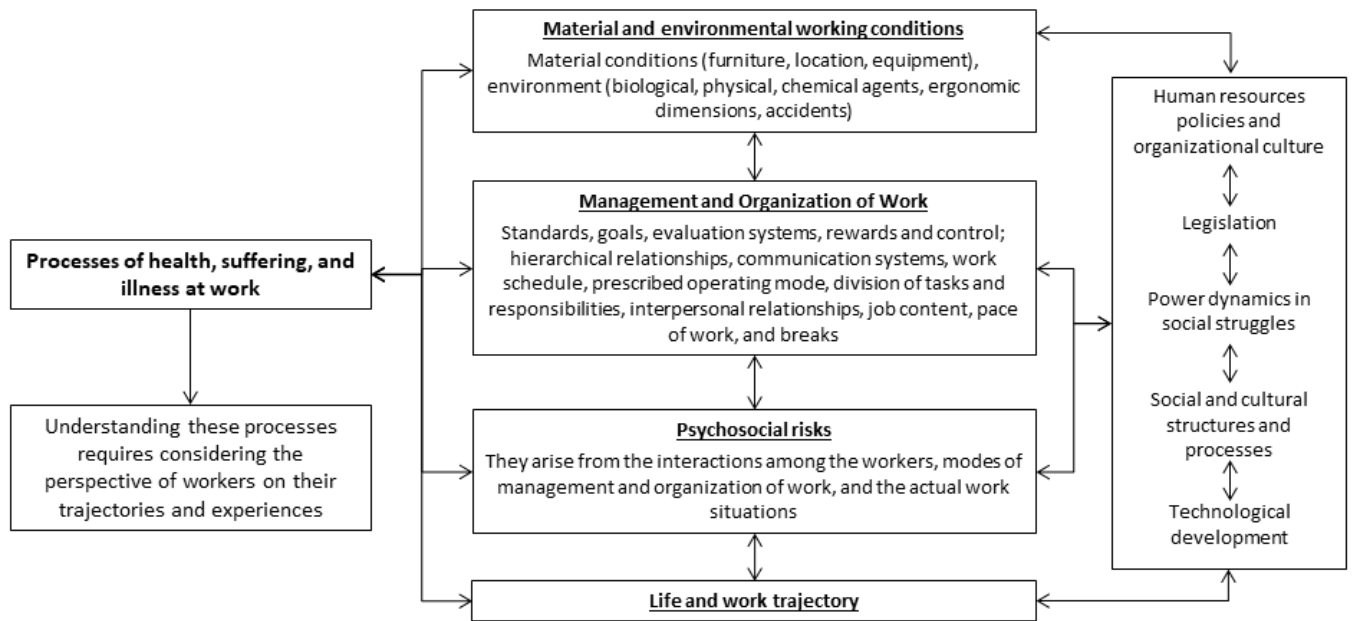 Material and environmental working conditions
Material conditions (furniture, location, equipment),
environment (biological, physical, chemical agents, ergonomic
dimensions, accidents)
Management and Organization of Work
Standards, goals, evaluation systems, rewards and control;
hierarchical relationships, communication systems, work
schedule, prescribed operating mode, division of tasks and
responsibilities, interpersonal relationships, job content, pace
of work, and breaks
Processes of health, suffering, and
illness at work
Understanding these processes
requires considering the
perspective of workers on their
trajectories and experiences
Psychosocial risks
They arise from the interactions among the workers, modes of
management and organization of work, and the actual work
situations
Life and work trajectory
Human resources
policies and
organizational culture
Legislation
Power dynamics in
social struggles
Social and cultural
structures and
processes
Technological
development